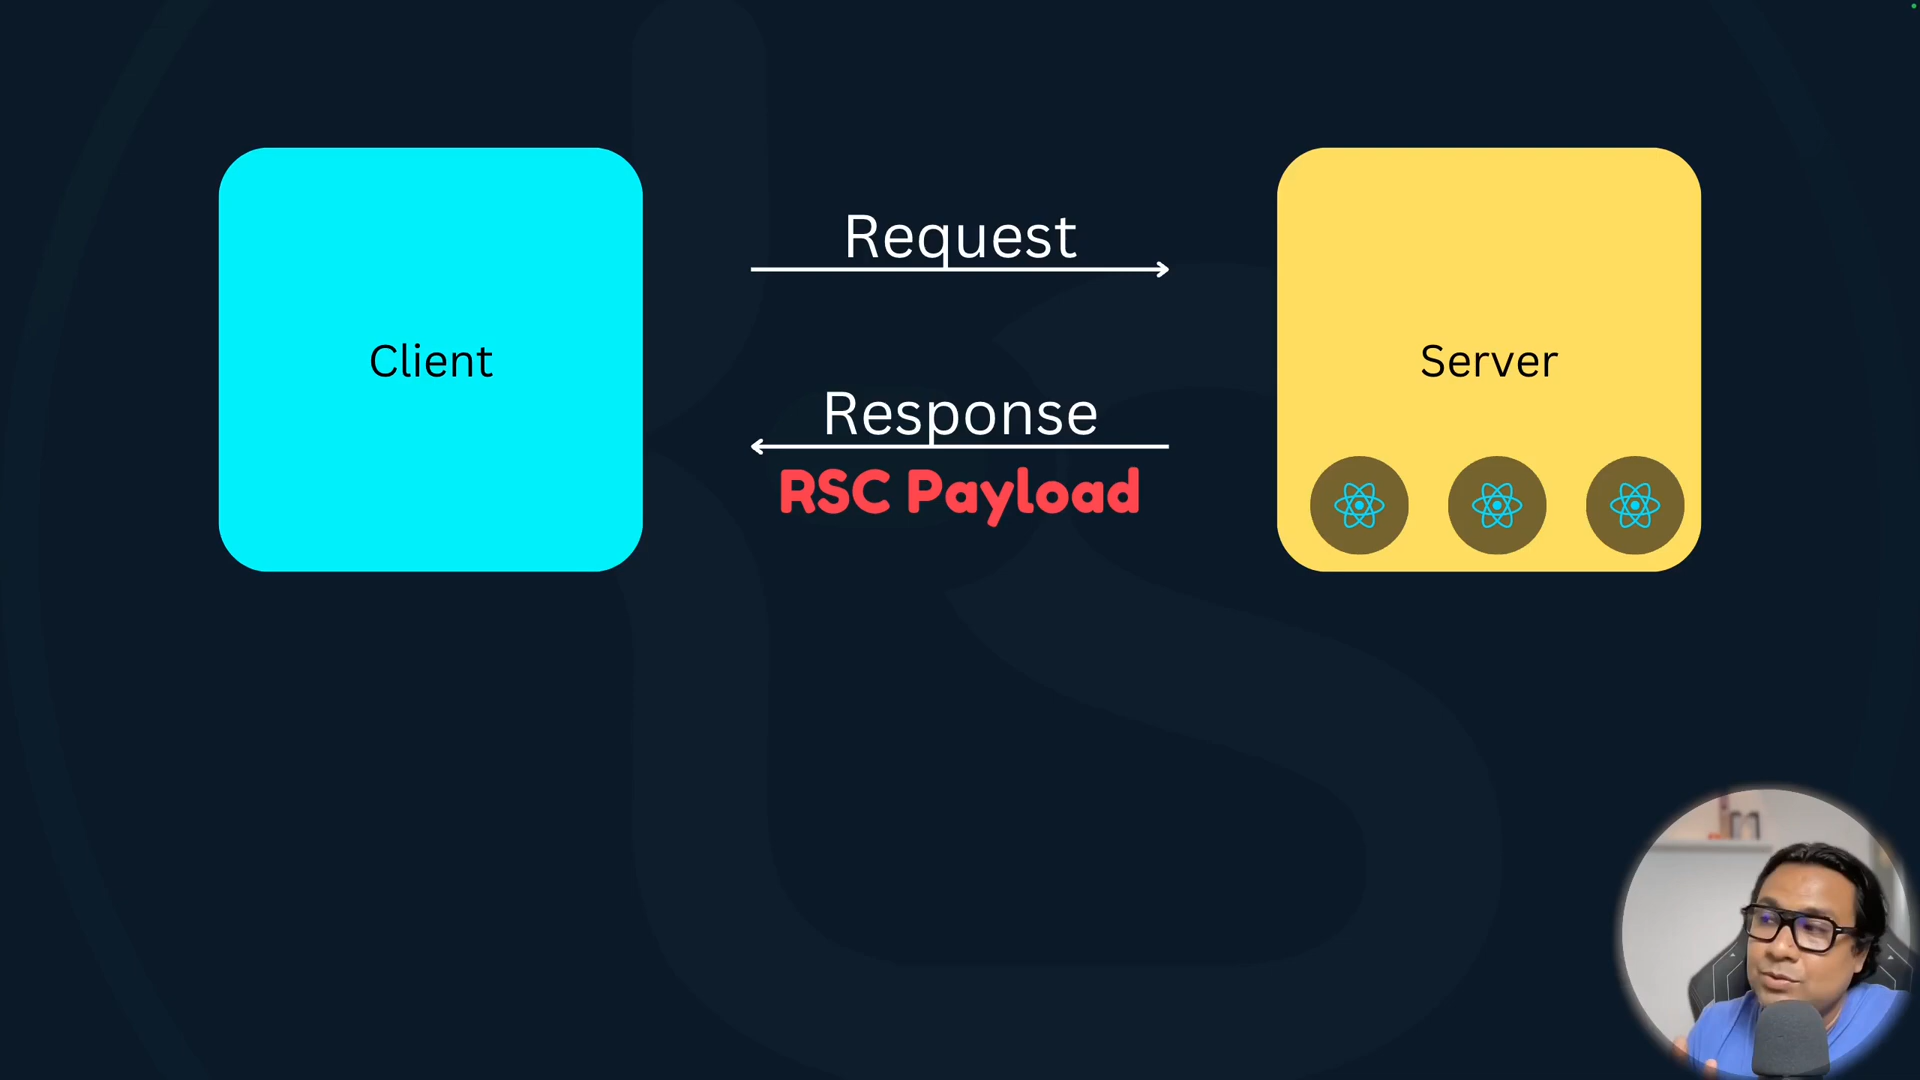 Request
Client
Server
Response
RSC Payload